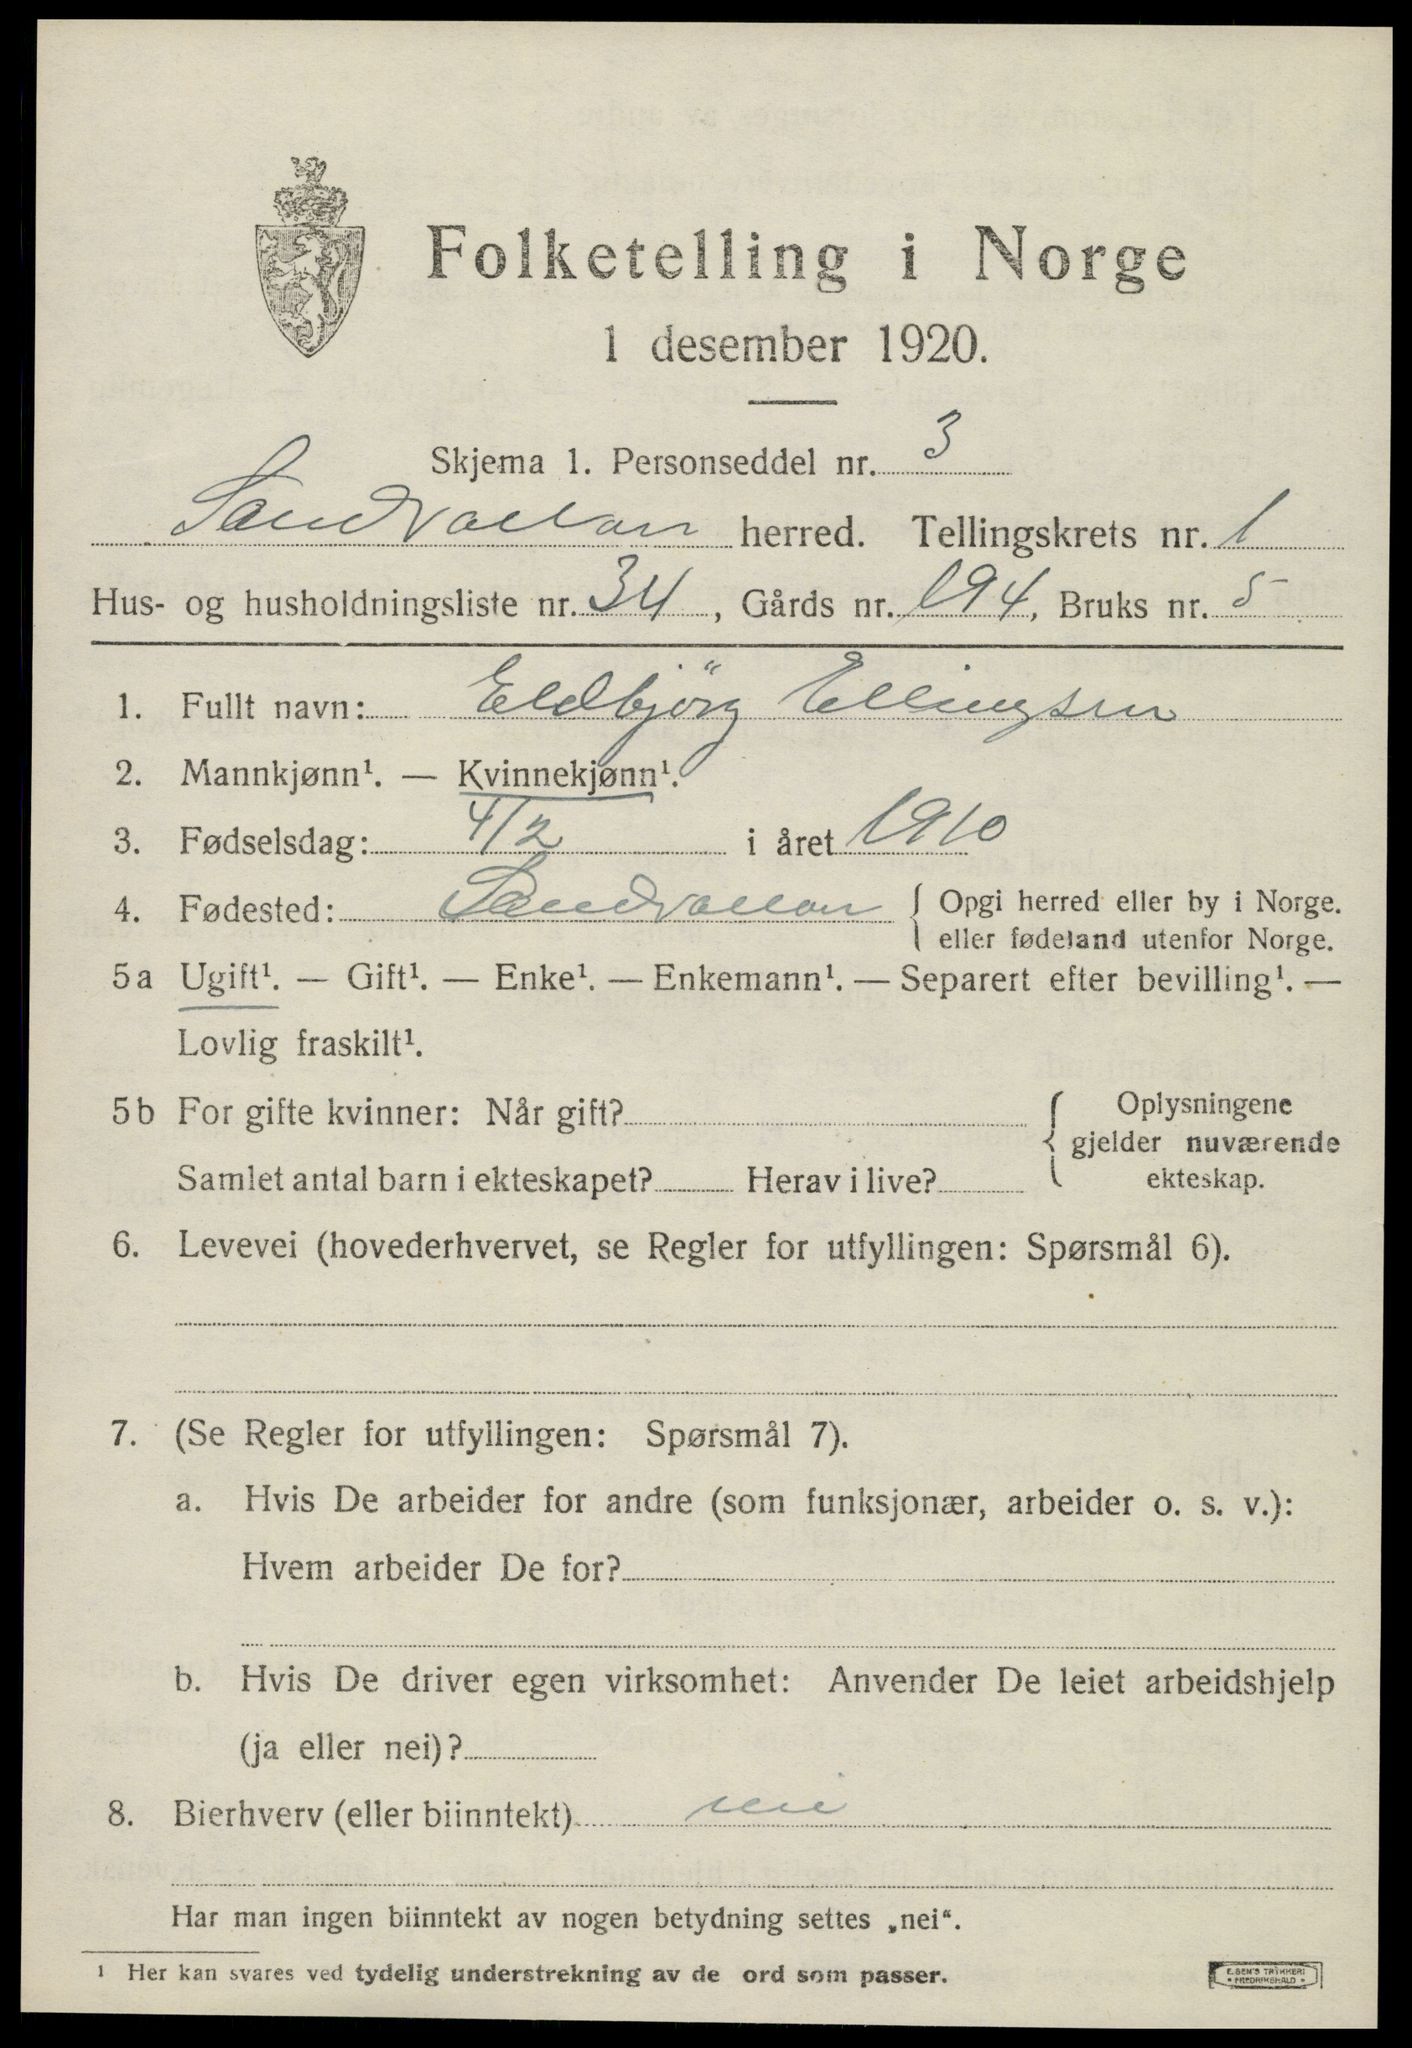 Folketelling i Norge
1 desember 1920.
Skjema 1. Personseddel nr. 3
Sandvollan herred. Tellingskrets nr. 1
Hus- og husholdningsliste nr. 34, Gårds nr. 194, Bruks nr. 5
1. Fullt navn: Eldbjörg Ellingsen
2. Mannkjønn¹. — Kvinnekjønn¹.
3. Fødselsdag: 4/2 i året 1910
4. Fødested: Sandvollan { Opgi herred eller by i Norge.
eller fødeland utenfor Norge.
5a Ugift¹. — Gift¹. — Enke¹. — Enkemann¹. — Separert efter bevilling¹. —
Lovlig fraskilt¹.
5b For gifte kvinner: Når gift?
Samlet antal barn i ekteskapet? Herav i live?
Oplysningene
gjelder nuværende
ekteskap.
6. Levevei (hovederhvervet, se Regler for utfyllingen: Spørsmål 6).
7. (Se Regler for utfyllingen: Spørsmål 7).
a. Hvis De arbeider for andre (som funksjonær, arbeider o. s. v.):
Hvem arbeider De for?
b. Hvis De driver egen virksomhet: Anvender De leiet arbeidshjelp
(ja eller nei)?
8. Bierhverv (eller biinntekt) nei
Har man ingen biinntekt av nogen betydning settes „nei“.
¹ Her kan svares ved tydelig understrekning av de ord som passer.
E. SEM'S TRYKKERI
• FREDRIKSHALD •